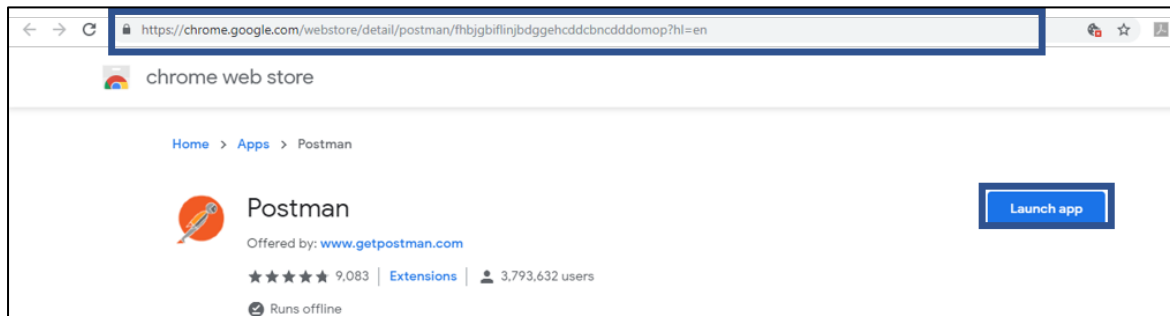 https://chrome.google.com/webstore/detail/postman/fhbjgbiflinjbdggehcddcbncdddomop?hl=en
chrome web store
Home > Apps > Postman
Postman
Launch app
Offered by: www.getpostman.com
9,083 | Extensions | 3,793,632 users
Runs offline